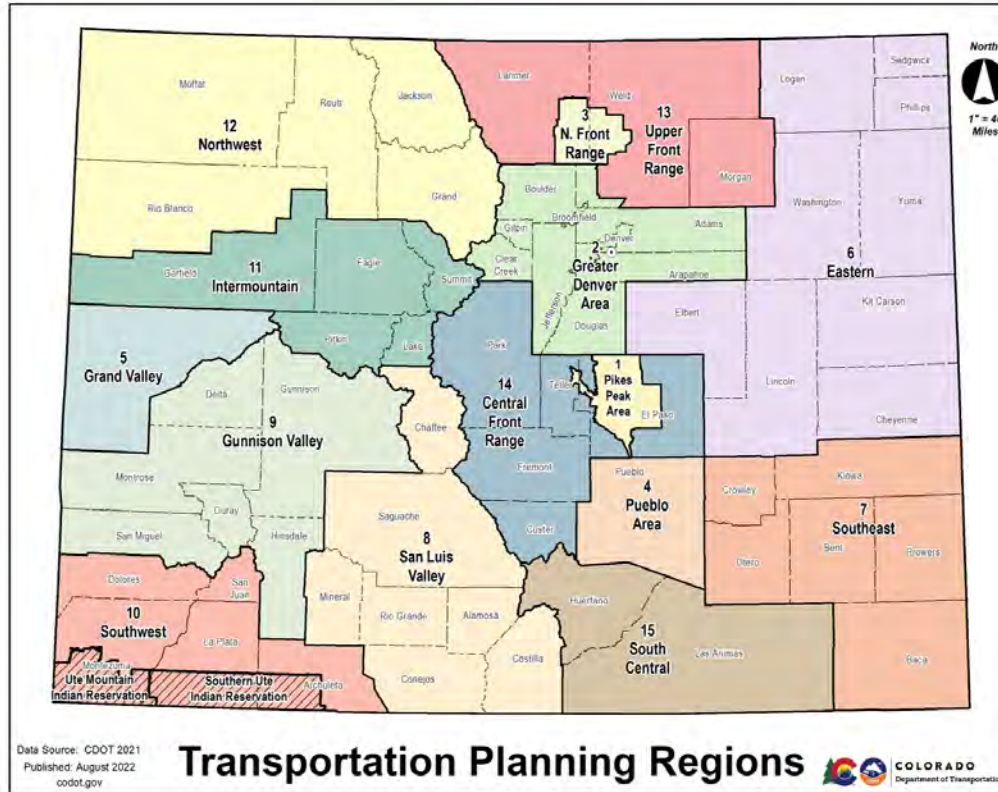 Moffat
Routt
Jackson
Larimer
Weld
Logan
Sedgwick
Phillips
North
1" = 4
Miles
12
Northwest
3
N. Front
Range
13
Upper
Front
Range
Morgan
Rio Blanco
Grand
Boulder
Broomfield
Washington
Yuma
Gilpin
Denver
Adams
Clear
Creek
2
Greater
Denver
Area
Arapahoe
6
Eastern
Garfield
11
Intermountain
Eagle
Summit
Jefferson
Douglas
Elbert
Kit Carson
5
Grand Valley
Pitkin
Lake
Park
Teller
1
Pikes
Peak
Area
El Paso
Lincoln
Cheyenne
Delta
Gunnison
9
Gunnison Valley
14
Central
Front
Range
Chaffee
Fremont
Montrose
Ouray
San Miguel
Hinsdale
Saguache
8
San Luis
Valley
Custer
Pueblo
4
Pueblo
Area
Crowley
Kiowa
7
Southeast
Otero
Bent
Prowers
Dolores
San
Juan
10
Southwest
Mineral
Rio Grande
Alamosa
Huerfano
La Plata
Montezuma
Ute Mountain
Indian Reservation
Southern Ute
Indian Reservation
Archuleta
Conejos
Costilla
15
South
Central
Las Animas
Baca
Data Source: CDOT 2021
Published: August 2022
codot.gov
Transportation Planning Regions
COLORADO
Department of Transportatio